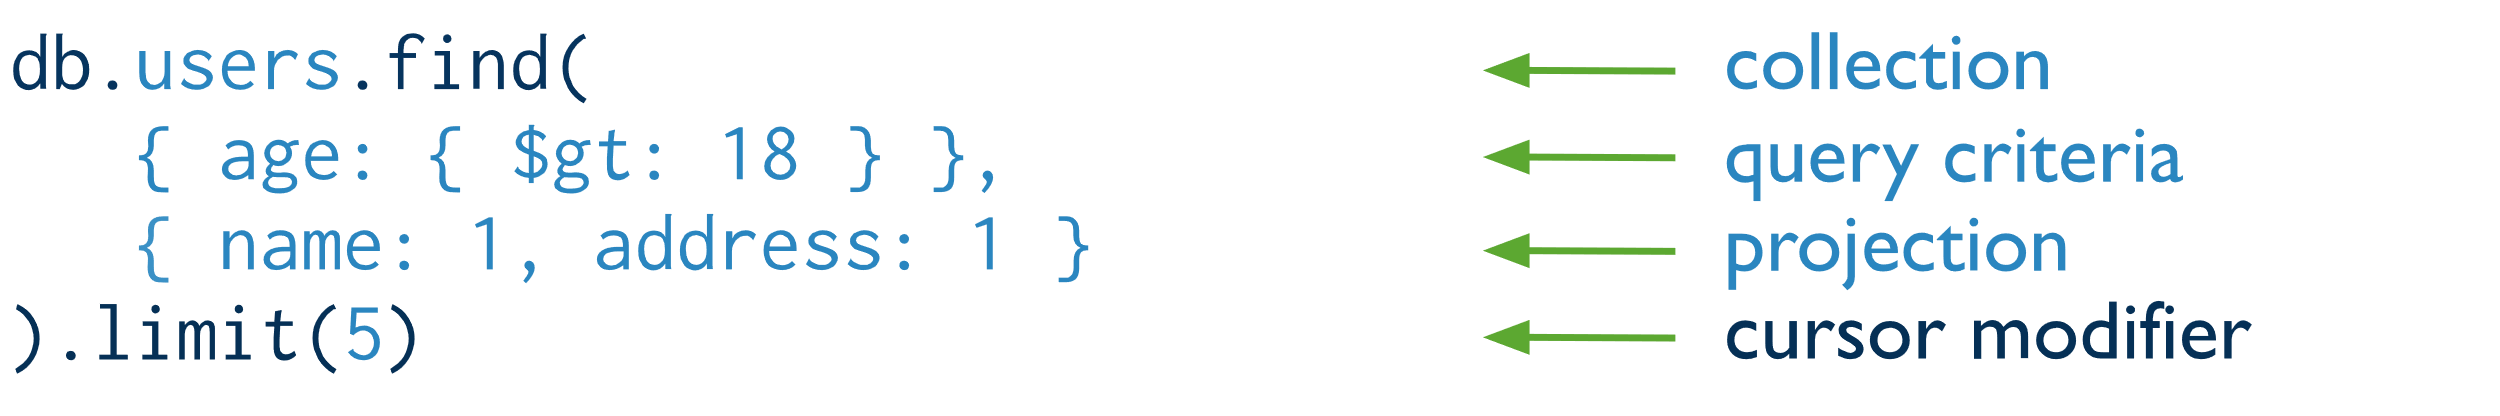 db.users.find( collection
{ age: { $gt: 18 } }, query criteria
{ name: 1, address: 1 } projection
).limit(5) cursor modifier